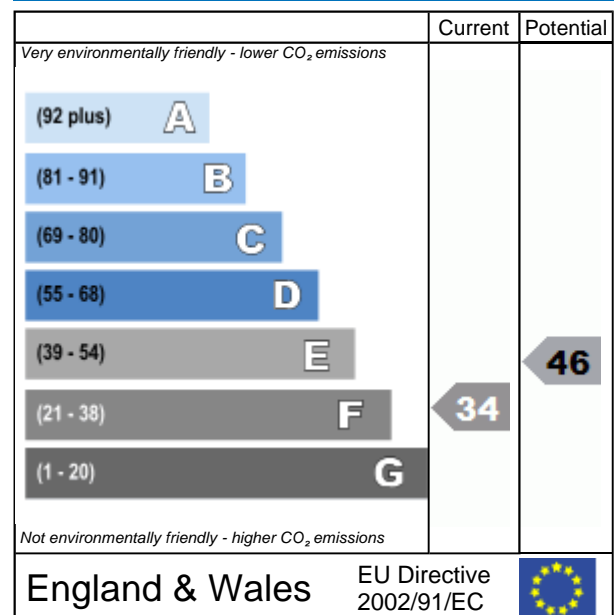 Current Potential
Very environmentally friendly - lower CO₂ emissions
(92 plus) A
(81 - 91) B
(69 - 80) C
(55 - 68) D
(39 - 54) E
46
(21 - 38) F
34
(1 - 20) G
Not environmentally friendly - higher CO₂ emissions
England & Wales
EU Directive
2002/91/EC